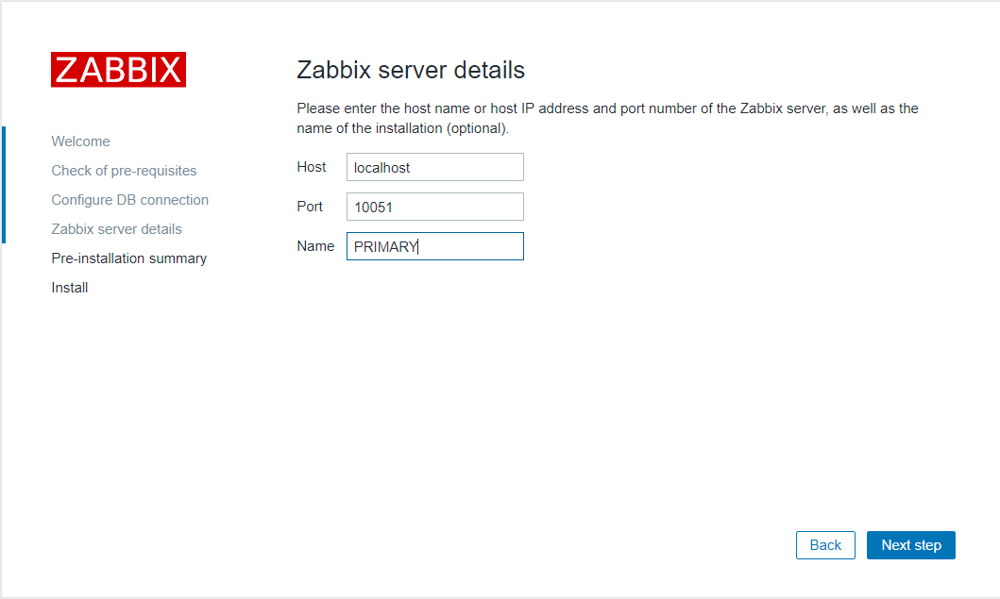 ZABBIX
Welcome
Check of pre-requisites
Configure DB connection
Zabbix server details
Pre-installation summary
Install
Zabbix server details
Please enter the host name or host IP address and port number of the Zabbix server, as well as the
name of the installation (optional).
Host localhost
Port 10051
Name PRIMARY
Back Next step